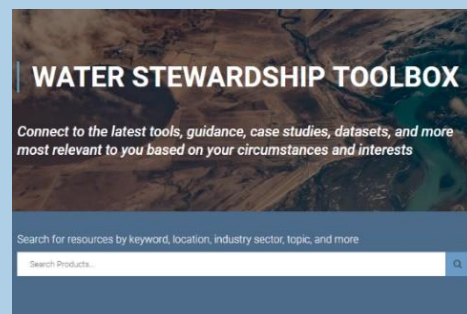 WATER STEWARDSHIP TOOLBOX
Connect to the latest tools, guidance, case studies, datasets, and more
most relevant to you based on your circumstances and interests
Search for resources by keyword, location, industry sector, topic, and more
Search Products...